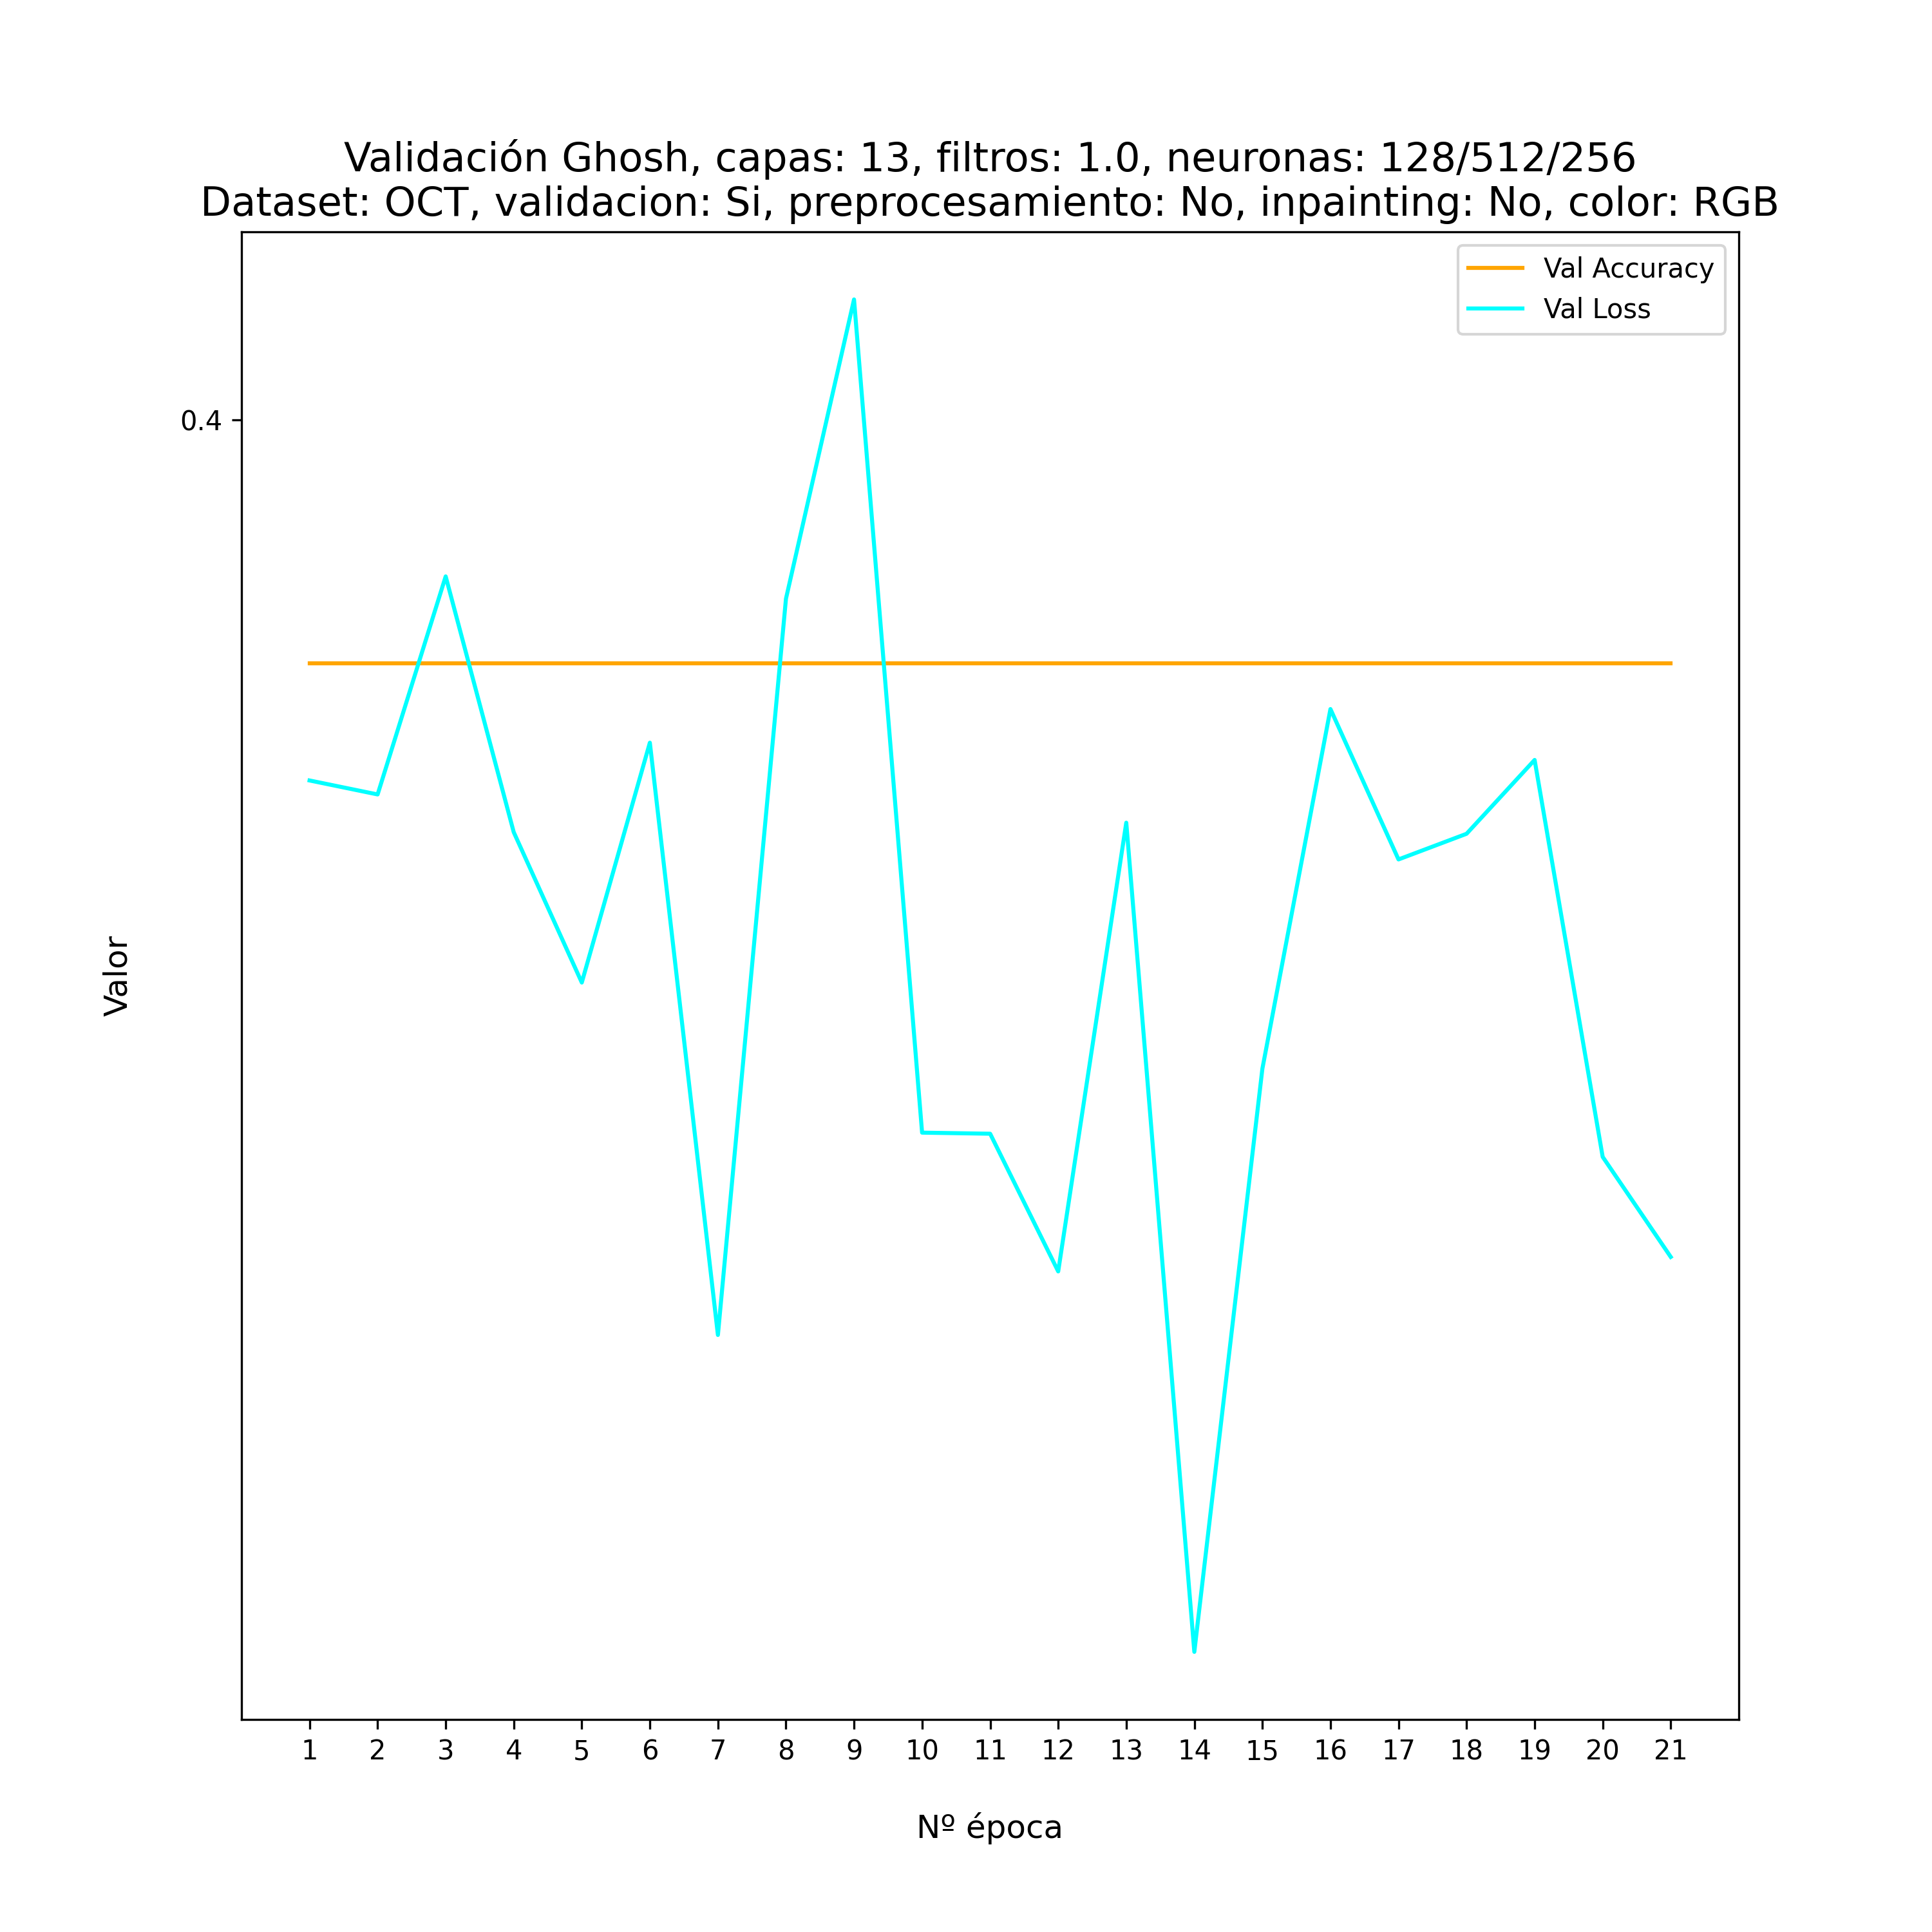 Validación Ghosh, capas: 13, filtros: 1.0, neuronas: 128/512/256
Dataset: OCT, validacion: Si, preprocesamiento: No, inpainting: No, color: RGB
Val Accuracy
Val Loss
0.4
Valor
1 2 3 4 5 6 7 8 9 10 11 12 13 14 15 16 17 18 19 20 21
Nº época